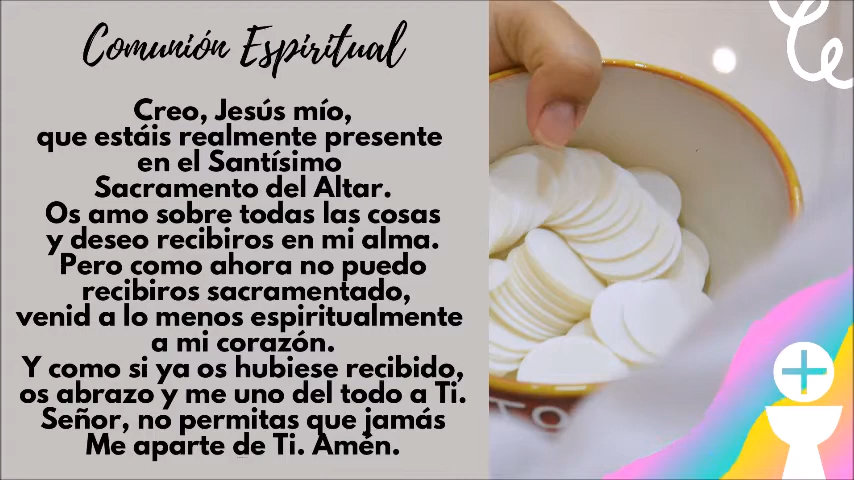 Comunión Espiritual
Creo, Jesús mío,
que estáis realmente presente
en el Santísimo
Sacramento del Altar.
Os amo sobre todas las cosas
y deseo recibiros en mi alma.
Pero como ahora no puedo
recibiros sacramentado,
venid a lo menos espiritualmente
a mi corazón.
Y como si ya os hubiese recibido,
os abrazo y me uno del todo a Ti.
Señor, no permitas que jamás
Me aparte de Ti. Amén.